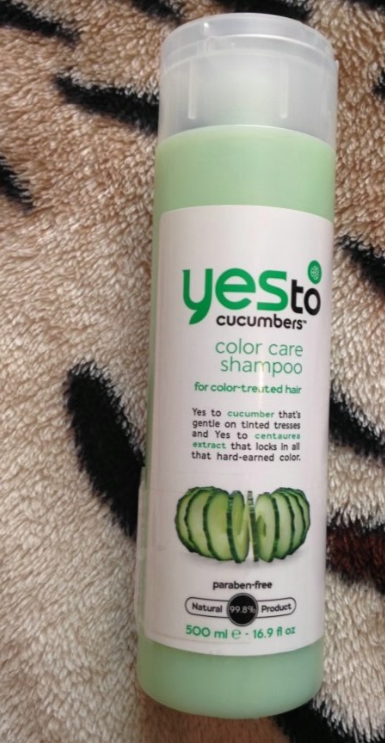 yes to
cucumbers™
color care
shampoo
for color-treated hair
Yes to cucumber that's
gentle on tinted tresses
and Yes to centaurea
extract that locks in all
that hard-earned color.
paraben-free
Natural 99.8% Product
500 ml ℮ - 16.9 fl oz